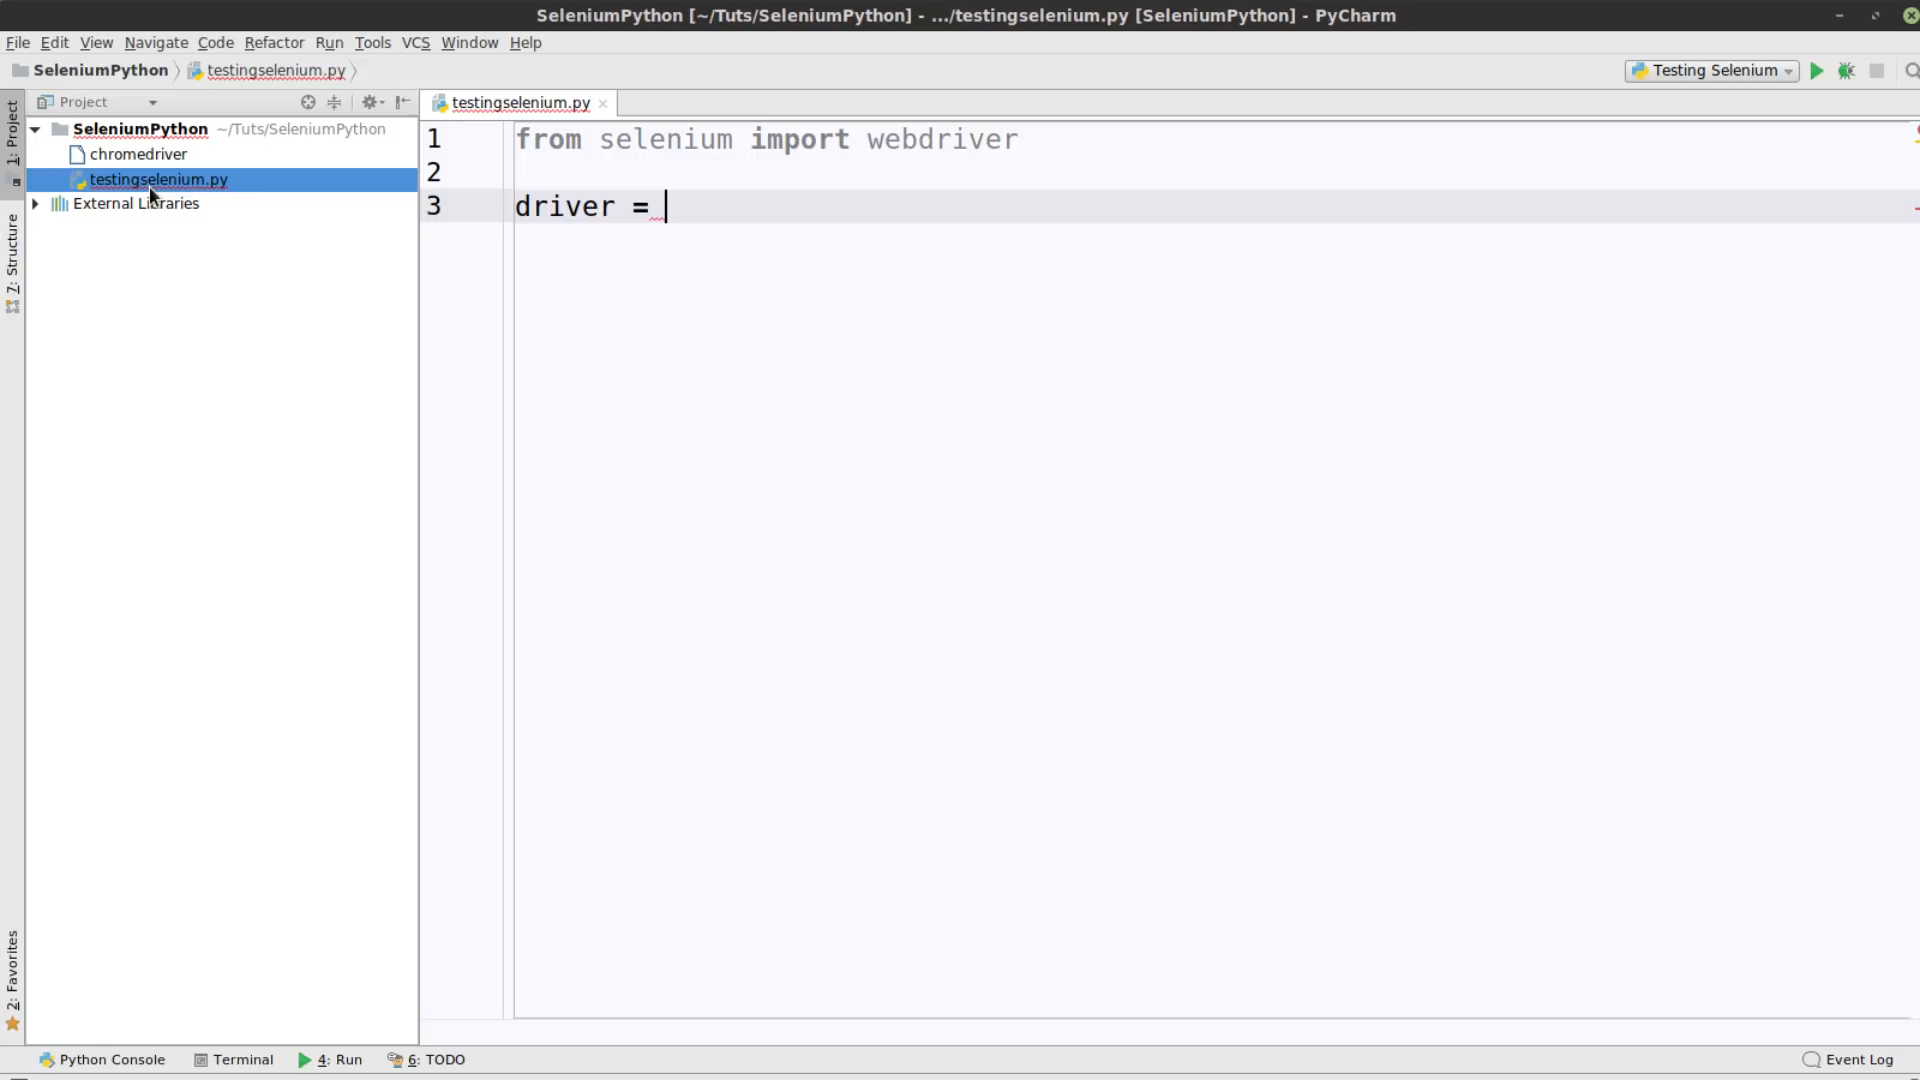 SeleniumPython [~/Tuts/SeleniumPython] - .../testingselenium.py [SeleniumPython] - PyCharm
File Edit View Navigate Code Refactor Run Tools VCS Window Help
SeleniumPython testingselenium.py Testing Selenium
Project testingselenium.py
1: Project
SeleniumPython ~/Tuts/SeleniumPython
chromedriver
testingselenium.py
External Libraries
7: Structure
2: Favorites
1 from selenium import webdriver
2
3 driver =
Python Console Terminal 4: Run 6: TODO Event Log